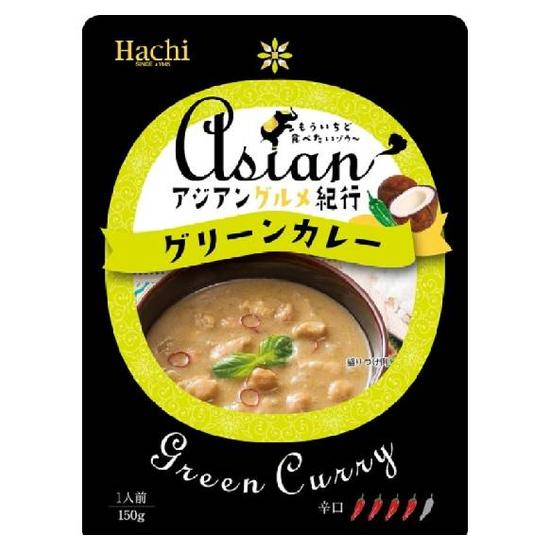 Hachi
SINCE 1845
もういちど
食べたいゾウ〜
asian
アジアングルメ紀行
グリーンカレー
盛りつけ例
Green Curry
1人前
150g
辛口